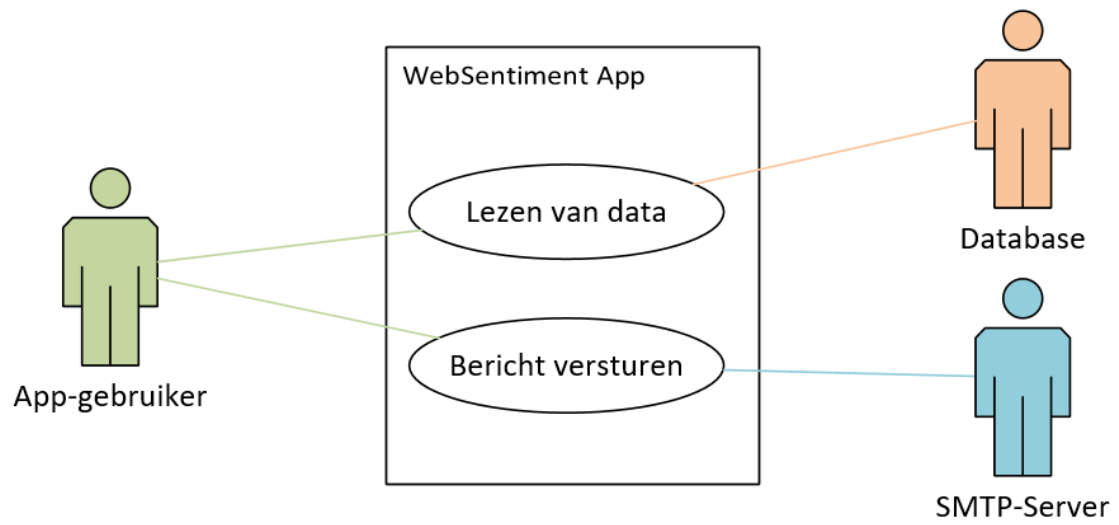 WebSentiment App
Lezen van data
Database
Bericht versturen
App-gebruiker
SMTP-Server